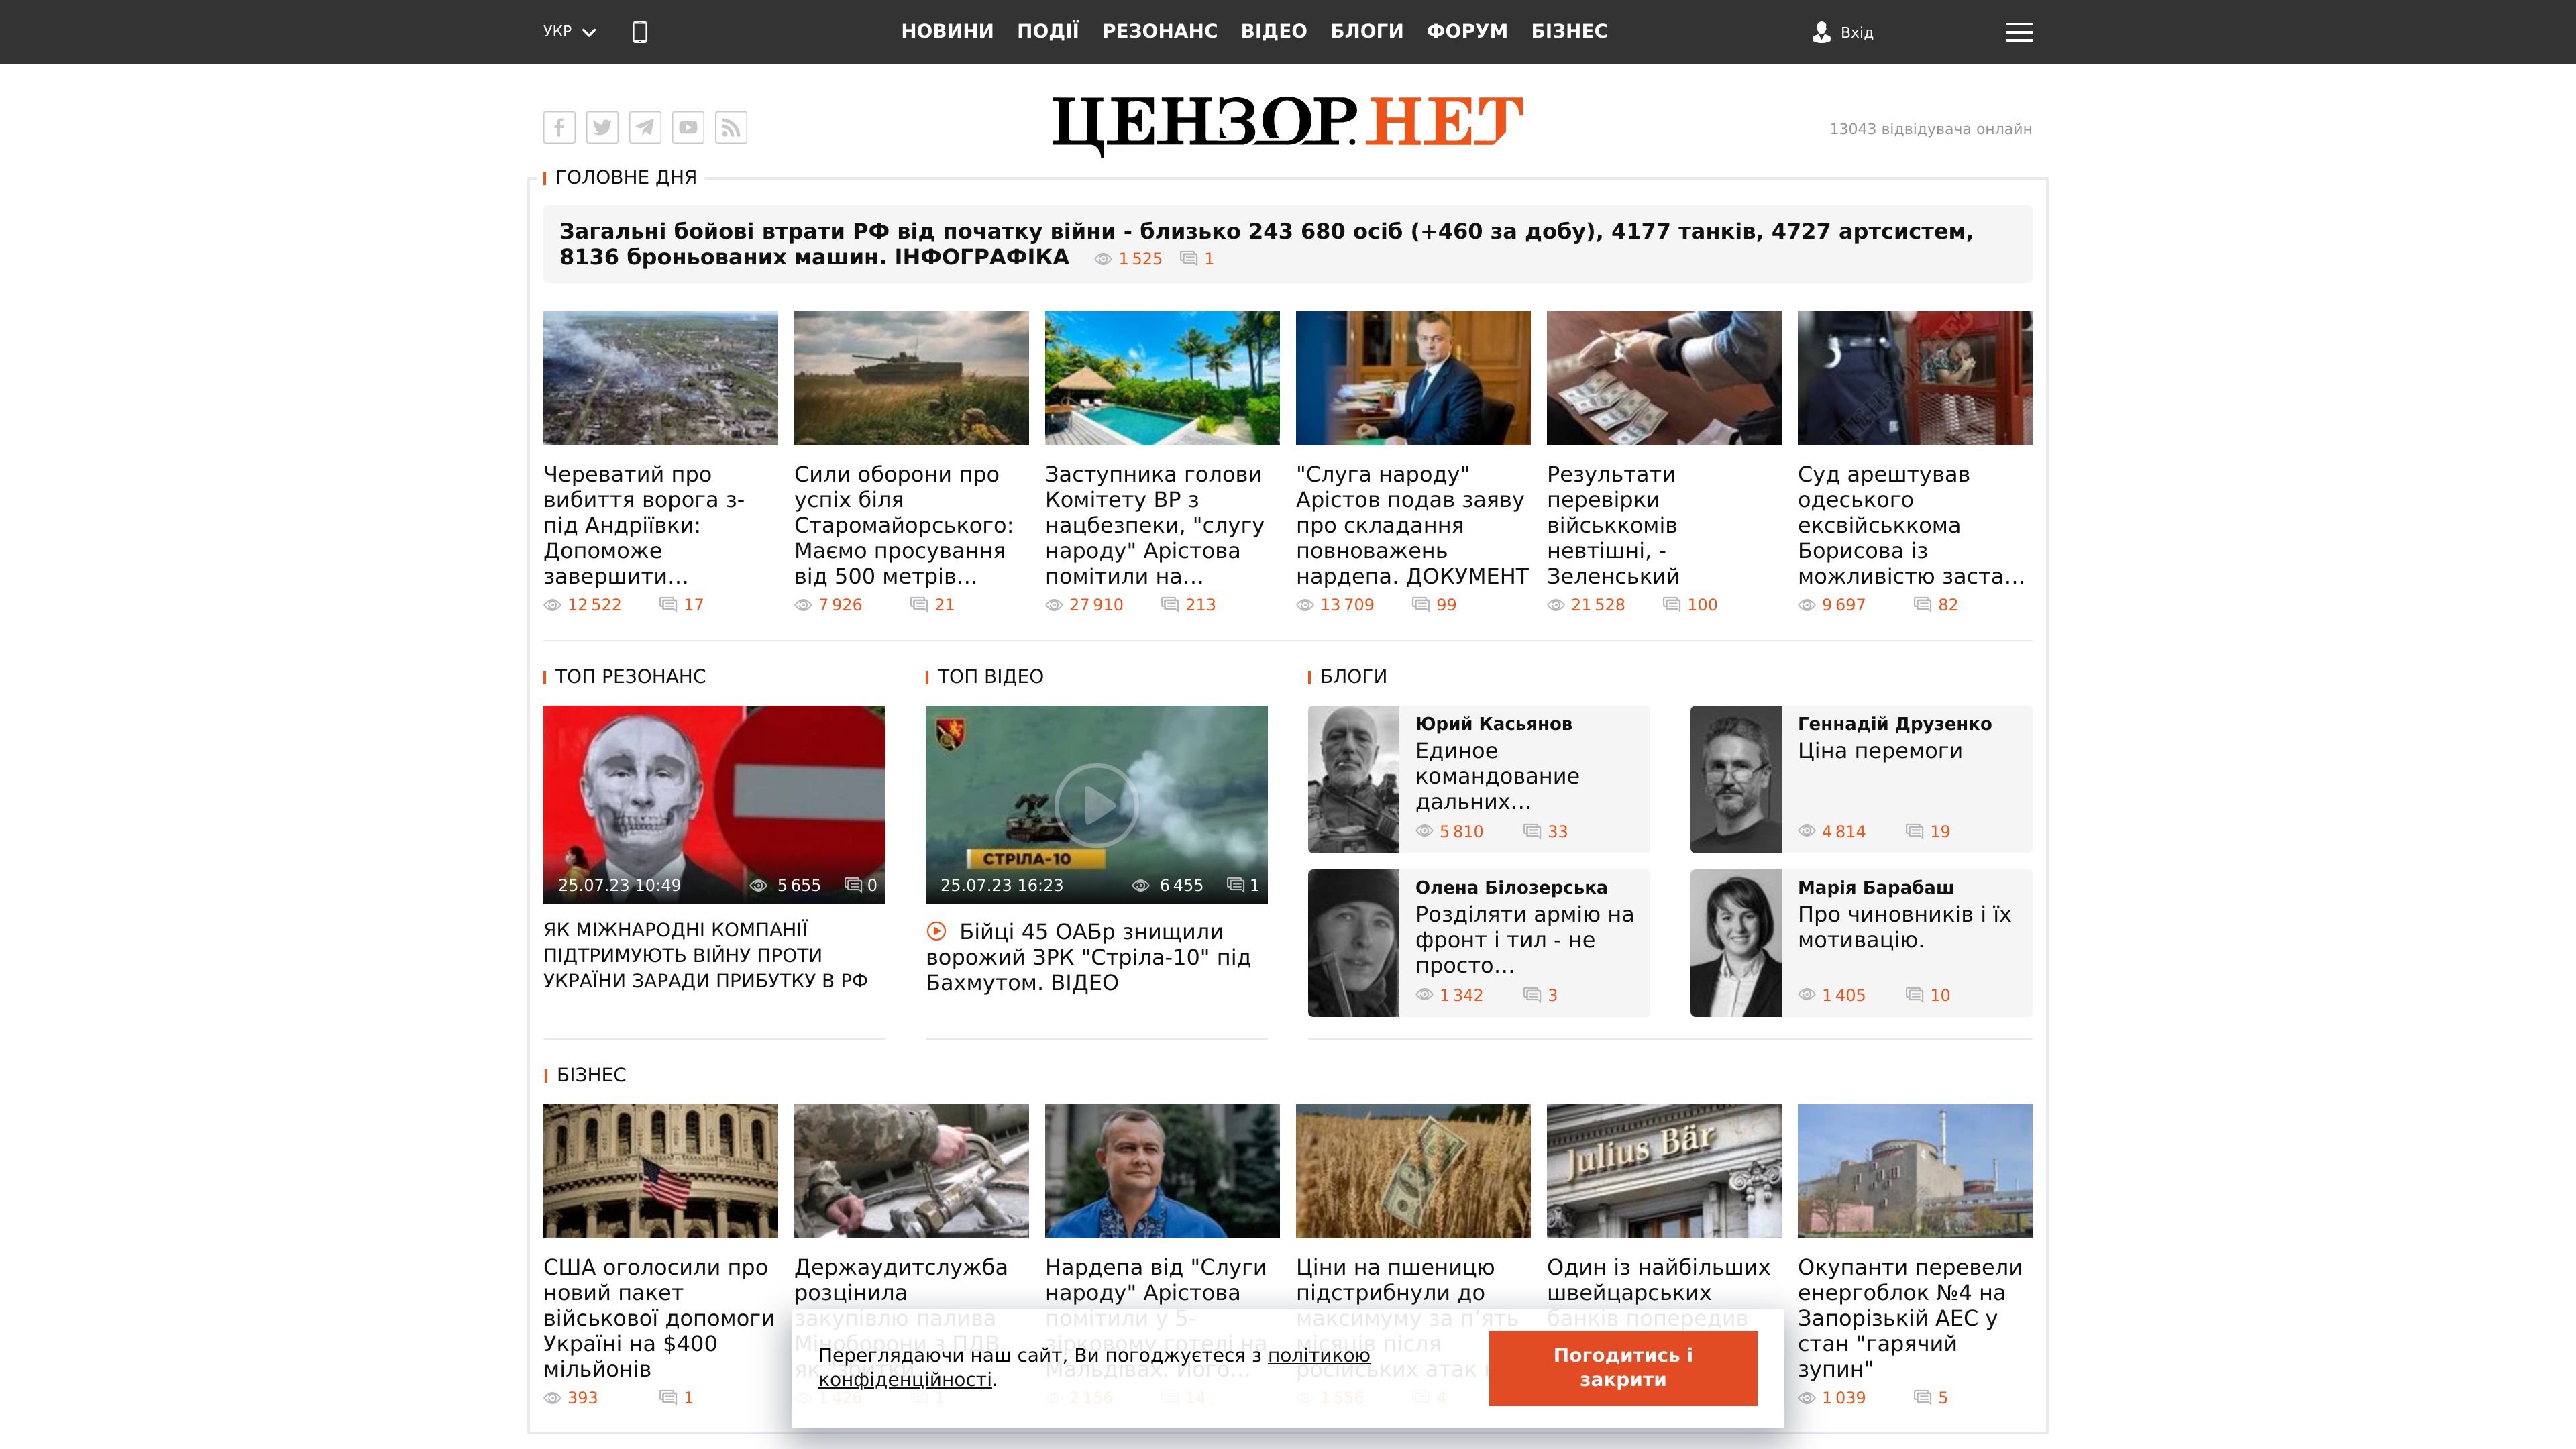 УКР
НОВИНИ ПОДІЇ РЕЗОНАНС ВІДЕО БЛОГИ ФОРУМ БІЗНЕС
Вхід
ЦЕНЗОР.НЕТ
13043 відвідувача онлайн
ГОЛОВНЕ ДНЯ
Загальні бойові втрати РФ від початку війни - близько 243 680 осіб (+460 за добу), 4177 танків, 4727 артсистем,
8136 броньованих машин. ІНФОГРАФІКА 1 525 1
Череватий про
вибиття ворога з-
під Андріївки:
Допоможе
завершити...
12 522 17
Сили оборони про
успіх біля
Старомайорського:
Маємо просування
від 500 метрів...
7 926 21
Заступника голови
Комітету ВР з
нацбезпеки, "слугу
народу" Арістова
помітили на...
27 910 213
"Слуга народу"
Арістов подав заяву
про складання
повноважень
нардепа. ДОКУМЕНТ
13 709 99
Результати
перевірки
військкомів
невтішні, -
Зеленський
21 528 100
Суд арештував
одеського
ексвійськкома
Борисова із
можливістю заста...
9 697 82
ТОП РЕЗОНАНС
25.07.23 10:49 5 655 0
ЯК МІЖНАРОДНІ КОМПАНІЇ
ПІДТРИМУЮТЬ ВІЙНУ ПРОТИ
УКРАЇНИ ЗАРАДИ ПРИБУТКУ В РФ
ТОП ВІДЕО
СТРІЛА-10
25.07.23 16:23 6 455 1
Бійці 45 ОАБр знищили
ворожий ЗРК "Стріла-10" під
Бахмутом. ВІДЕО
БЛОГИ
Юрий Касьянов
Единое
командование
дальних...
5 810 33
Геннадій Друзенко
Ціна перемоги
4 814 19
Олена Білозерська
Розділяти армію на
фронт і тил - не
просто...
1 342 3
Марія Барабаш
Про чиновників і їх
мотивацію.
1 405 10
БІЗНЕС
США оголосили про
новий пакет
військової допомоги
Україні на $400
мільйонів
393 1
Держаудитслужба
розцінила
закупівлю палива
Міноборони з ПДВ
як "збитки"
1 426 1
Нардепа від "Слуги
народу" Арістова
помітили у 5-
зірковому готелі на
Мальдівах. Його...
2 156 14
Ціни на пшеницю
підстрибнули до
максимуму за п'ять
місяців після
російських атак
1 556 4
Julius Bär
Один із найбільших
швейцарських
банків попередив
Окупанти перевели
енергоблок №4 на
Запорізькій АЕС у
стан "гарячий
зупин"
1 039 5
Переглядаючи наш сайт, Ви погоджуєтеся з політикою
конфіденційності.
Погодитись і
закрити